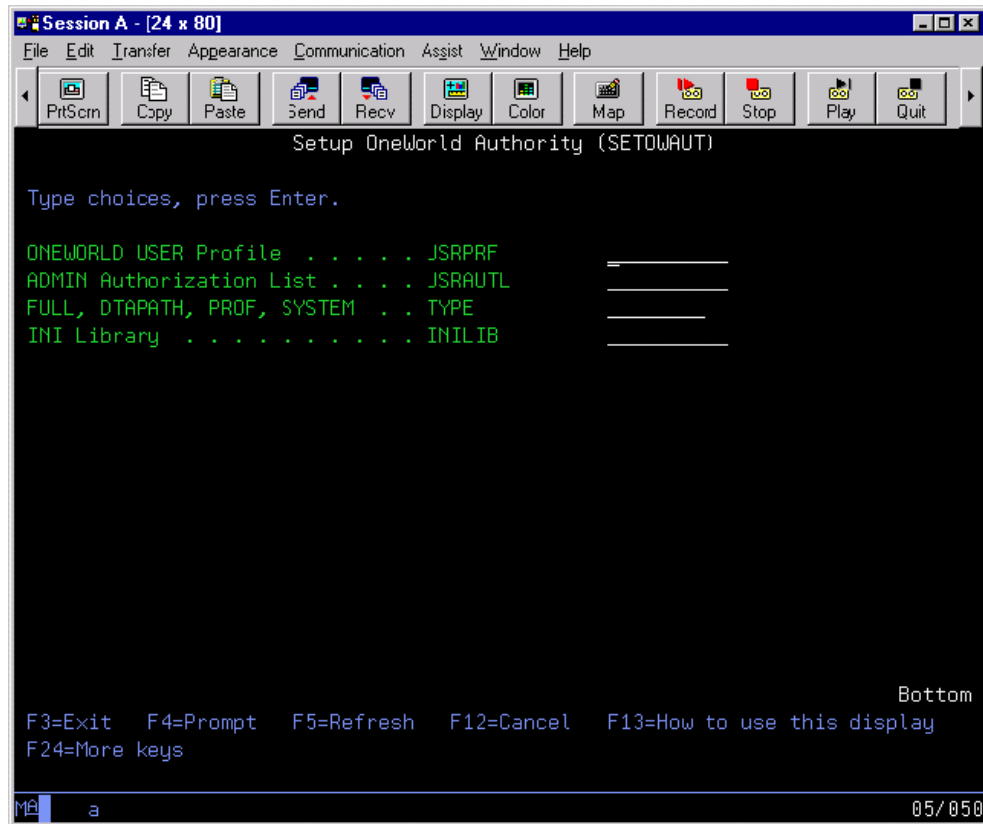 Session A - [24 x 80]
File Edit Transfer Appearance Communication Assist Window Help
PrtScrn Copy Paste Send Recv Display Color Map Record Stop Play Quit
Setup OneWorld Authority (SETOWAUT)
Type choices, press Enter.
ONEWORLD USER Profile . . . . . JSRPRF
ADMIN Authorization List . . . . JSRAUTL
FULL, DTAPATH, PROF, SYSTEM . . TYPE
INI Library . . . . . . . . . . INILIB
Bottom
F3=Exit F4=Prompt F5=Refresh F12=Cancel F13=How to use this display
F24=More keys
MA a 05/050